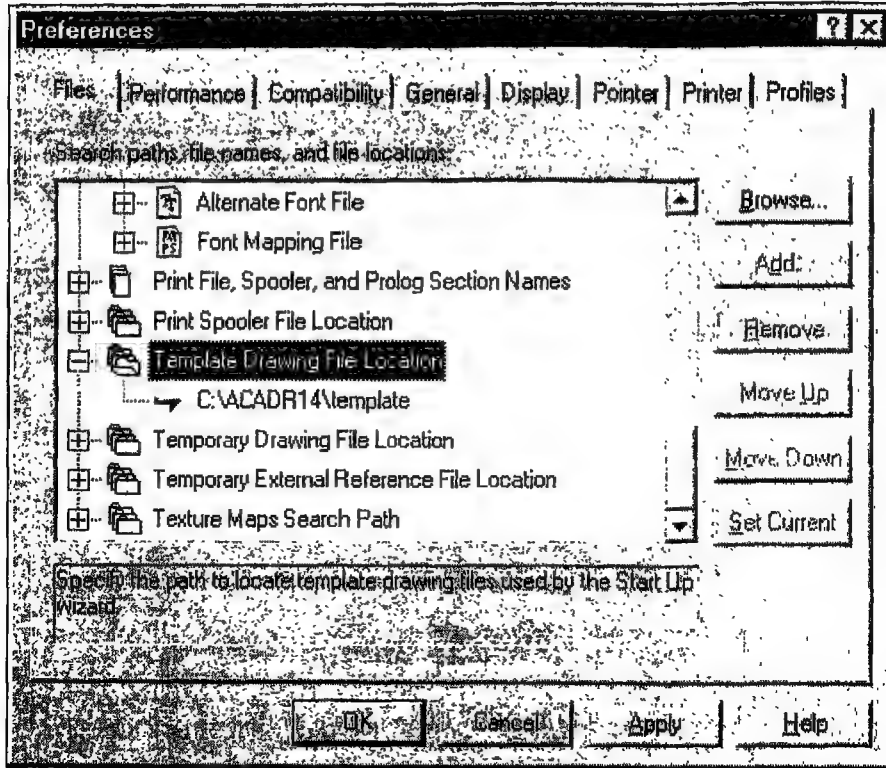 Preferences
Files Performance Compatibility General Display Pointer Printer Profiles
Search paths, file names, and file locations:
Alternate Font File
Font Mapping File
Print File, Spooler, and Prolog Section Names
Print Spooler File Location
Template Drawing File Location
C:\ACADR14\template
Temporary Drawing File Location
Temporary External Reference File Location
Texture Maps Search Path
Browse...
Add...
Remove
Move Up
Move Down
Set Current
Specify the path to locate template drawing files used by the Start Up
Wizard.
OK Cancel Apply Help